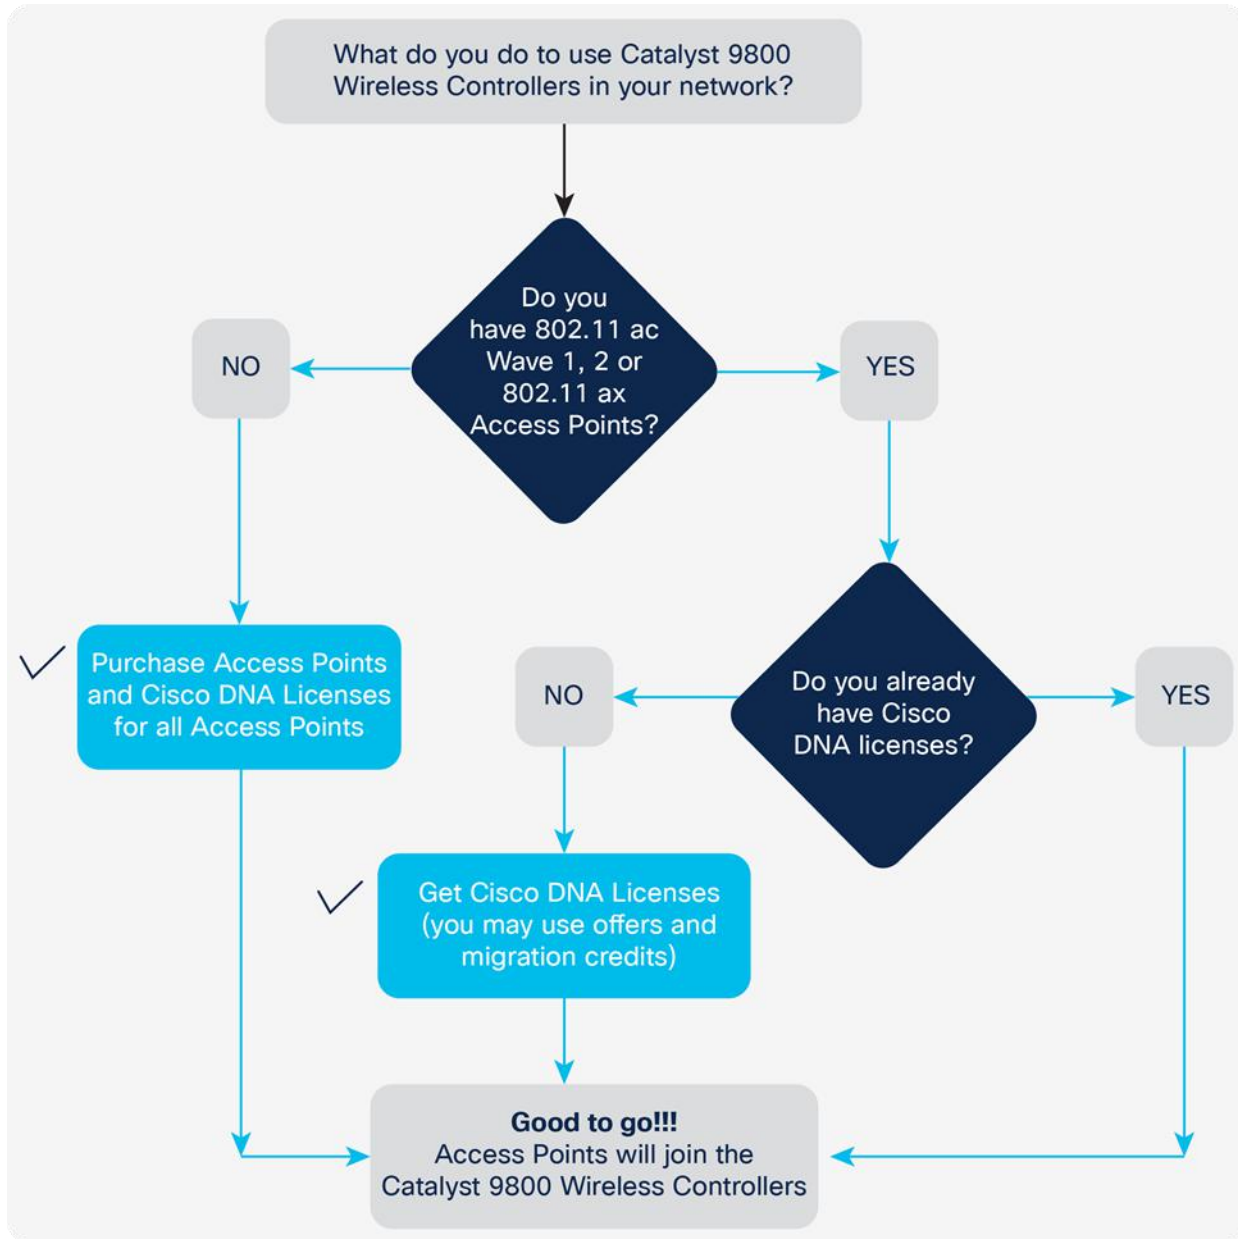 What do you do to use Catalyst 9800
Wireless Controllers in your network?
Do you
have 802.11 ac
Wave 1, 2 or
802.11 ax
Access Points?
NO
YES
Purchase Access Points
and Cisco DNA Licenses
for all Access Points
NO
Do you already
have Cisco
DNA licenses?
YES
Get Cisco DNA Licenses
(you may use offers and
migration credits)
Good to go!!!
Access Points will join the
Catalyst 9800 Wireless Controllers